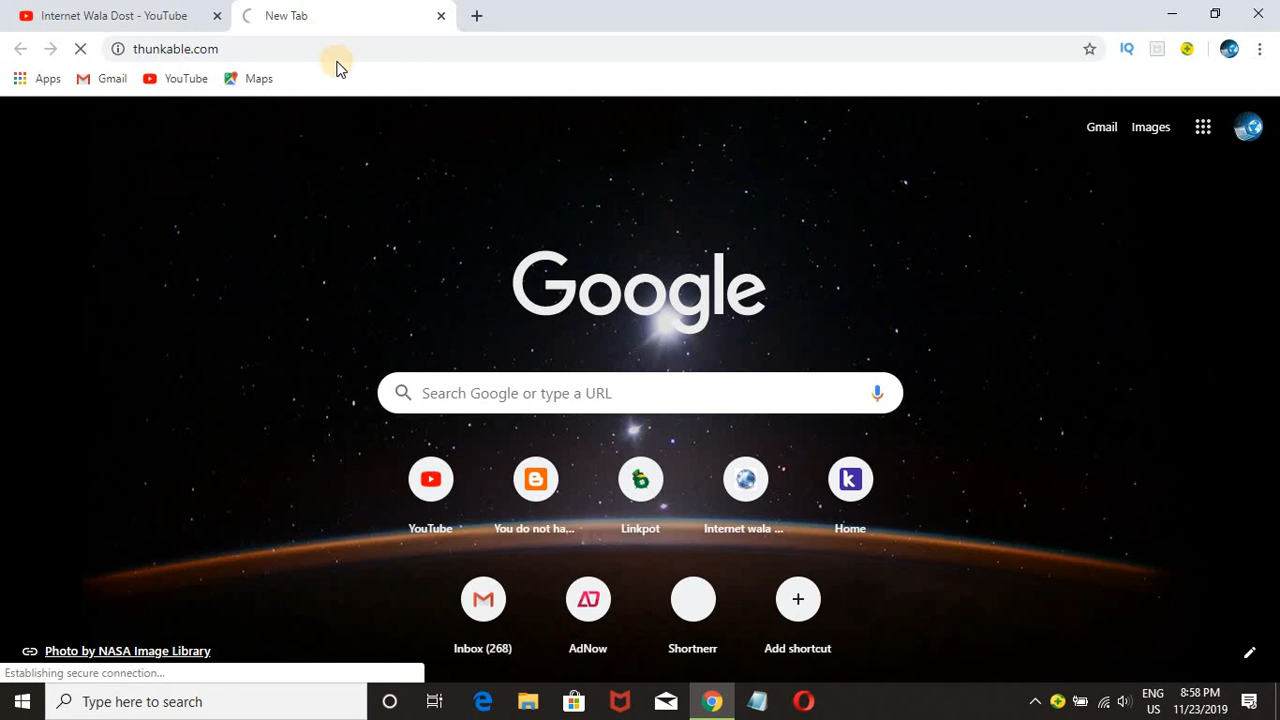 Internet Wala Dost - YouTube
New Tab
thunkable.com
IQ
Apps
Gmail
YouTube
Maps
Gmail
Images
Google
Search Google or type a URL
YouTube
You do not ha...
Linkpot
Internet wala ...
k
Home
Inbox (268)
AdNow
Shortnerr
Add shortcut
Photo by NASA Image Library
Establishing secure connection...
Type here to search
ENG
US
8:58 PM
11/23/2019